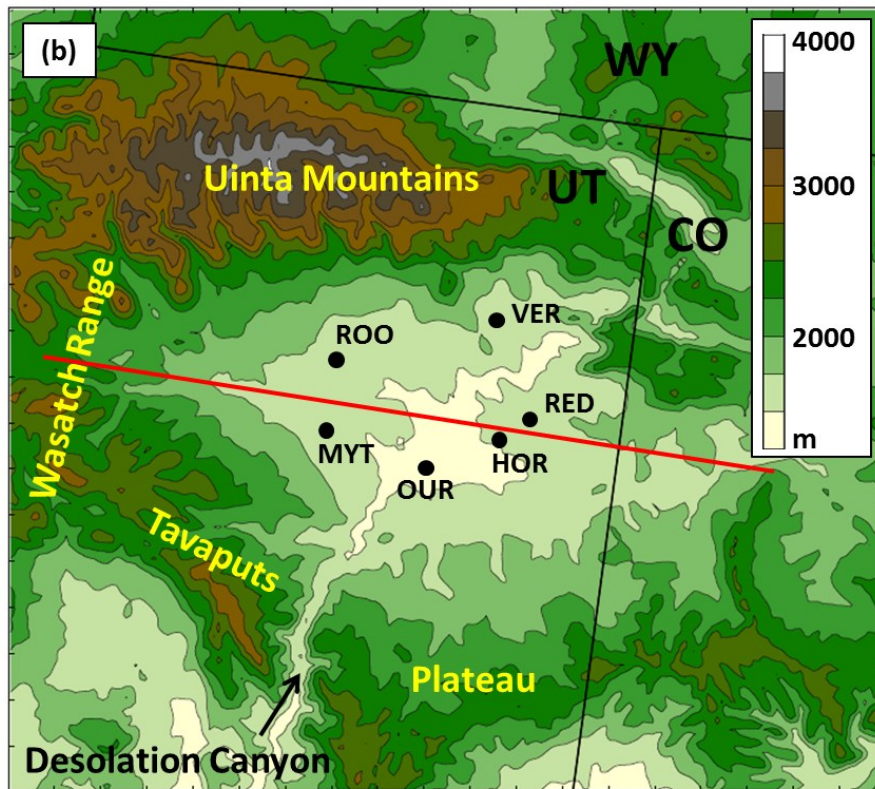 (b)
WY
4000
Uinta Mountains
UT
3000
CO
Wasatch Range
VER
ROO
2000
RED
MYT
HOR
m
OUR
Tavaputs
Plateau
Desolation Canyon